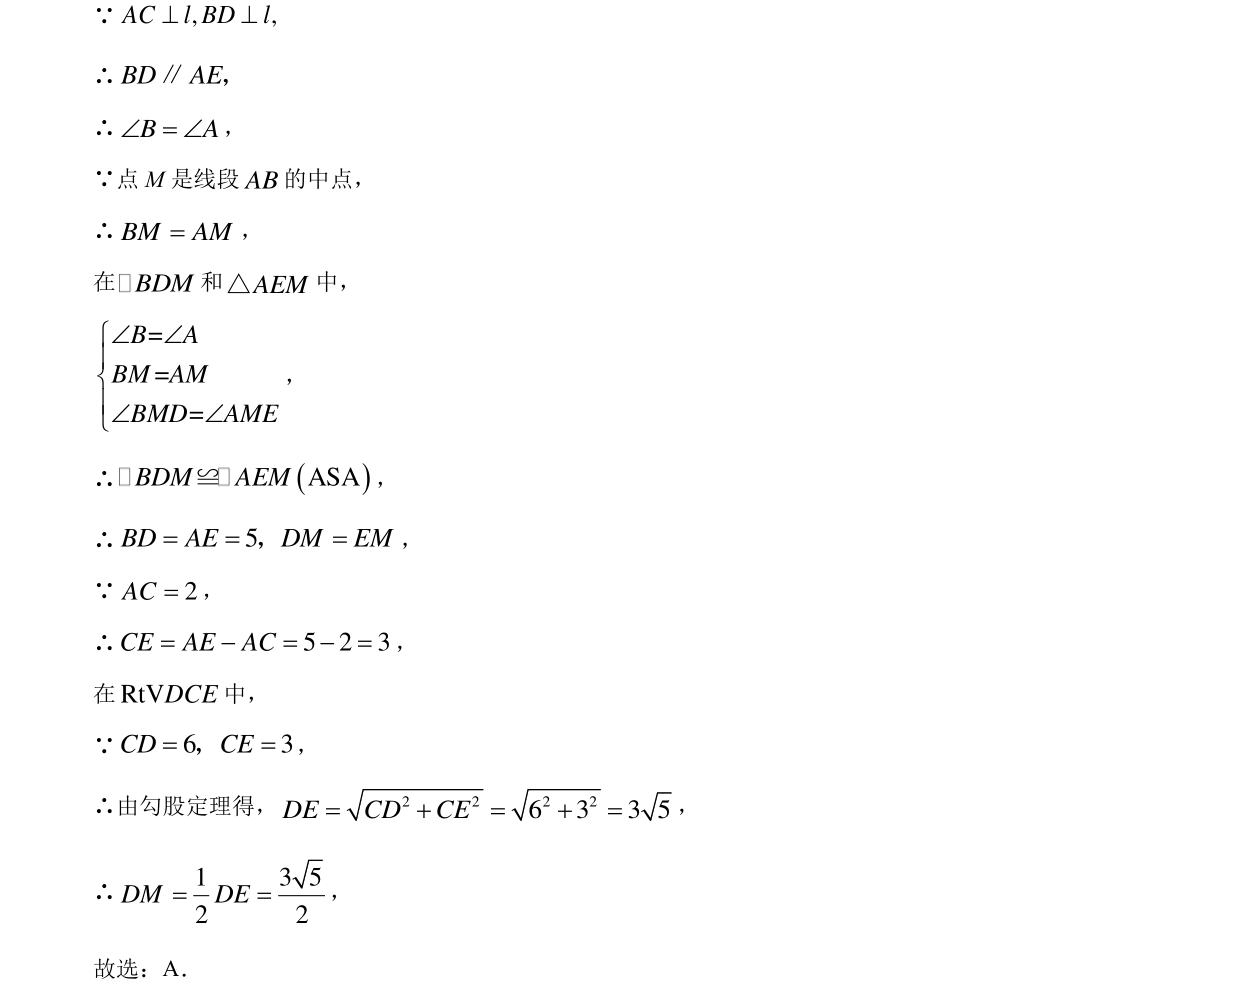 ∵ AC ⊥ l, BD ⊥ l,
∴ BD ∥ AE,
∴ ∠B = ∠A，
∵点 M 是线段 AB 的中点，
∴ BM = AM，
在□BDM 和△AEM 中，
∠B=∠A
BM=AM ，
∠BMD=∠AME
∴□BDM≌□AEM(ASA)，
∴ BD = AE = 5，DM = EM，
∵ AC = 2，
∴ CE = AE − AC = 5 − 2 = 3，
在 RtVDCE 中，
∵ CD = 6，CE = 3，
∴由勾股定理得，DE = √(CD² + CE²) = √(6² + 3²) = 3√5，
∴ DM = 1/2 DE = 3√5/2，
故选：A．